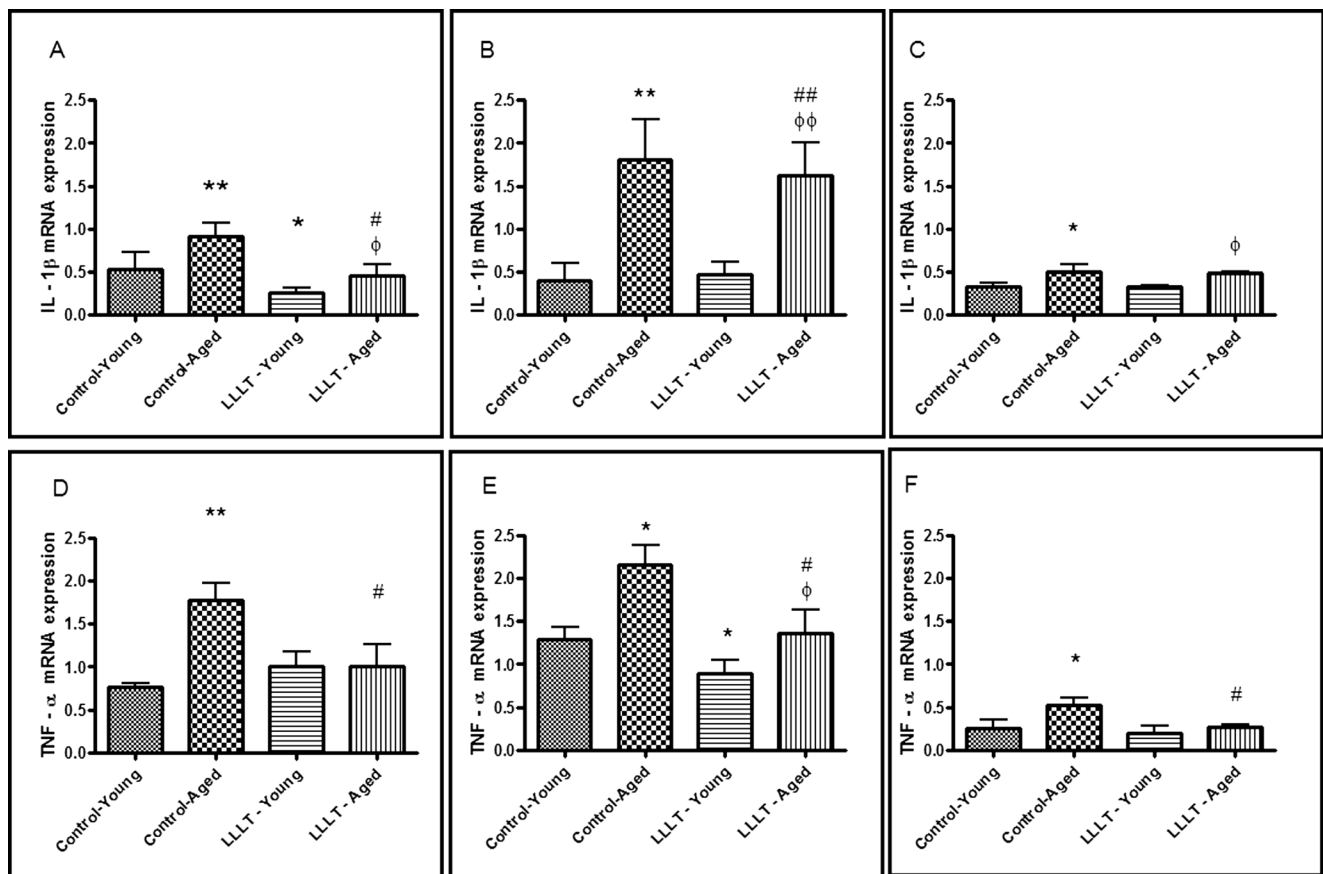 A
IL - 1β mRNA expression
2.5
2.0
1.5
1.0
0.5
0.0
**
*
#
ϕ
Control-Young
Control-Aged
LLLT - Young
LLLT - Aged
B
IL - 1β mRNA expression
2.5
2.0
1.5
1.0
0.5
0.0
**
##
ϕϕ
Control-Young
Control-Aged
LLLT - Young
LLLT - Aged
C
IL - 1β mRNA expression
2.5
2.0
1.5
1.0
0.5
0.0
*
ϕ
Control-Young
Control-Aged
LLLT - Young
LLLT - Aged
D
TNF - α mRNA expression
2.5
2.0
1.5
1.0
0.5
0.0
**
#
Control-Young
Control-Aged
LLLT - Young
LLLT - Aged
E
TNF - α mRNA expression
2.5
2.0
1.5
1.0
0.5
0.0
*
*
#
ϕ
Control-Young
Control-Aged
LLLT - Young
LLLT - Aged
F
TNF - α mRNA expression
2.5
2.0
1.5
1.0
0.5
0.0
*
#
Control-Young
Control-Aged
LLLT - Young
LLLT - Aged